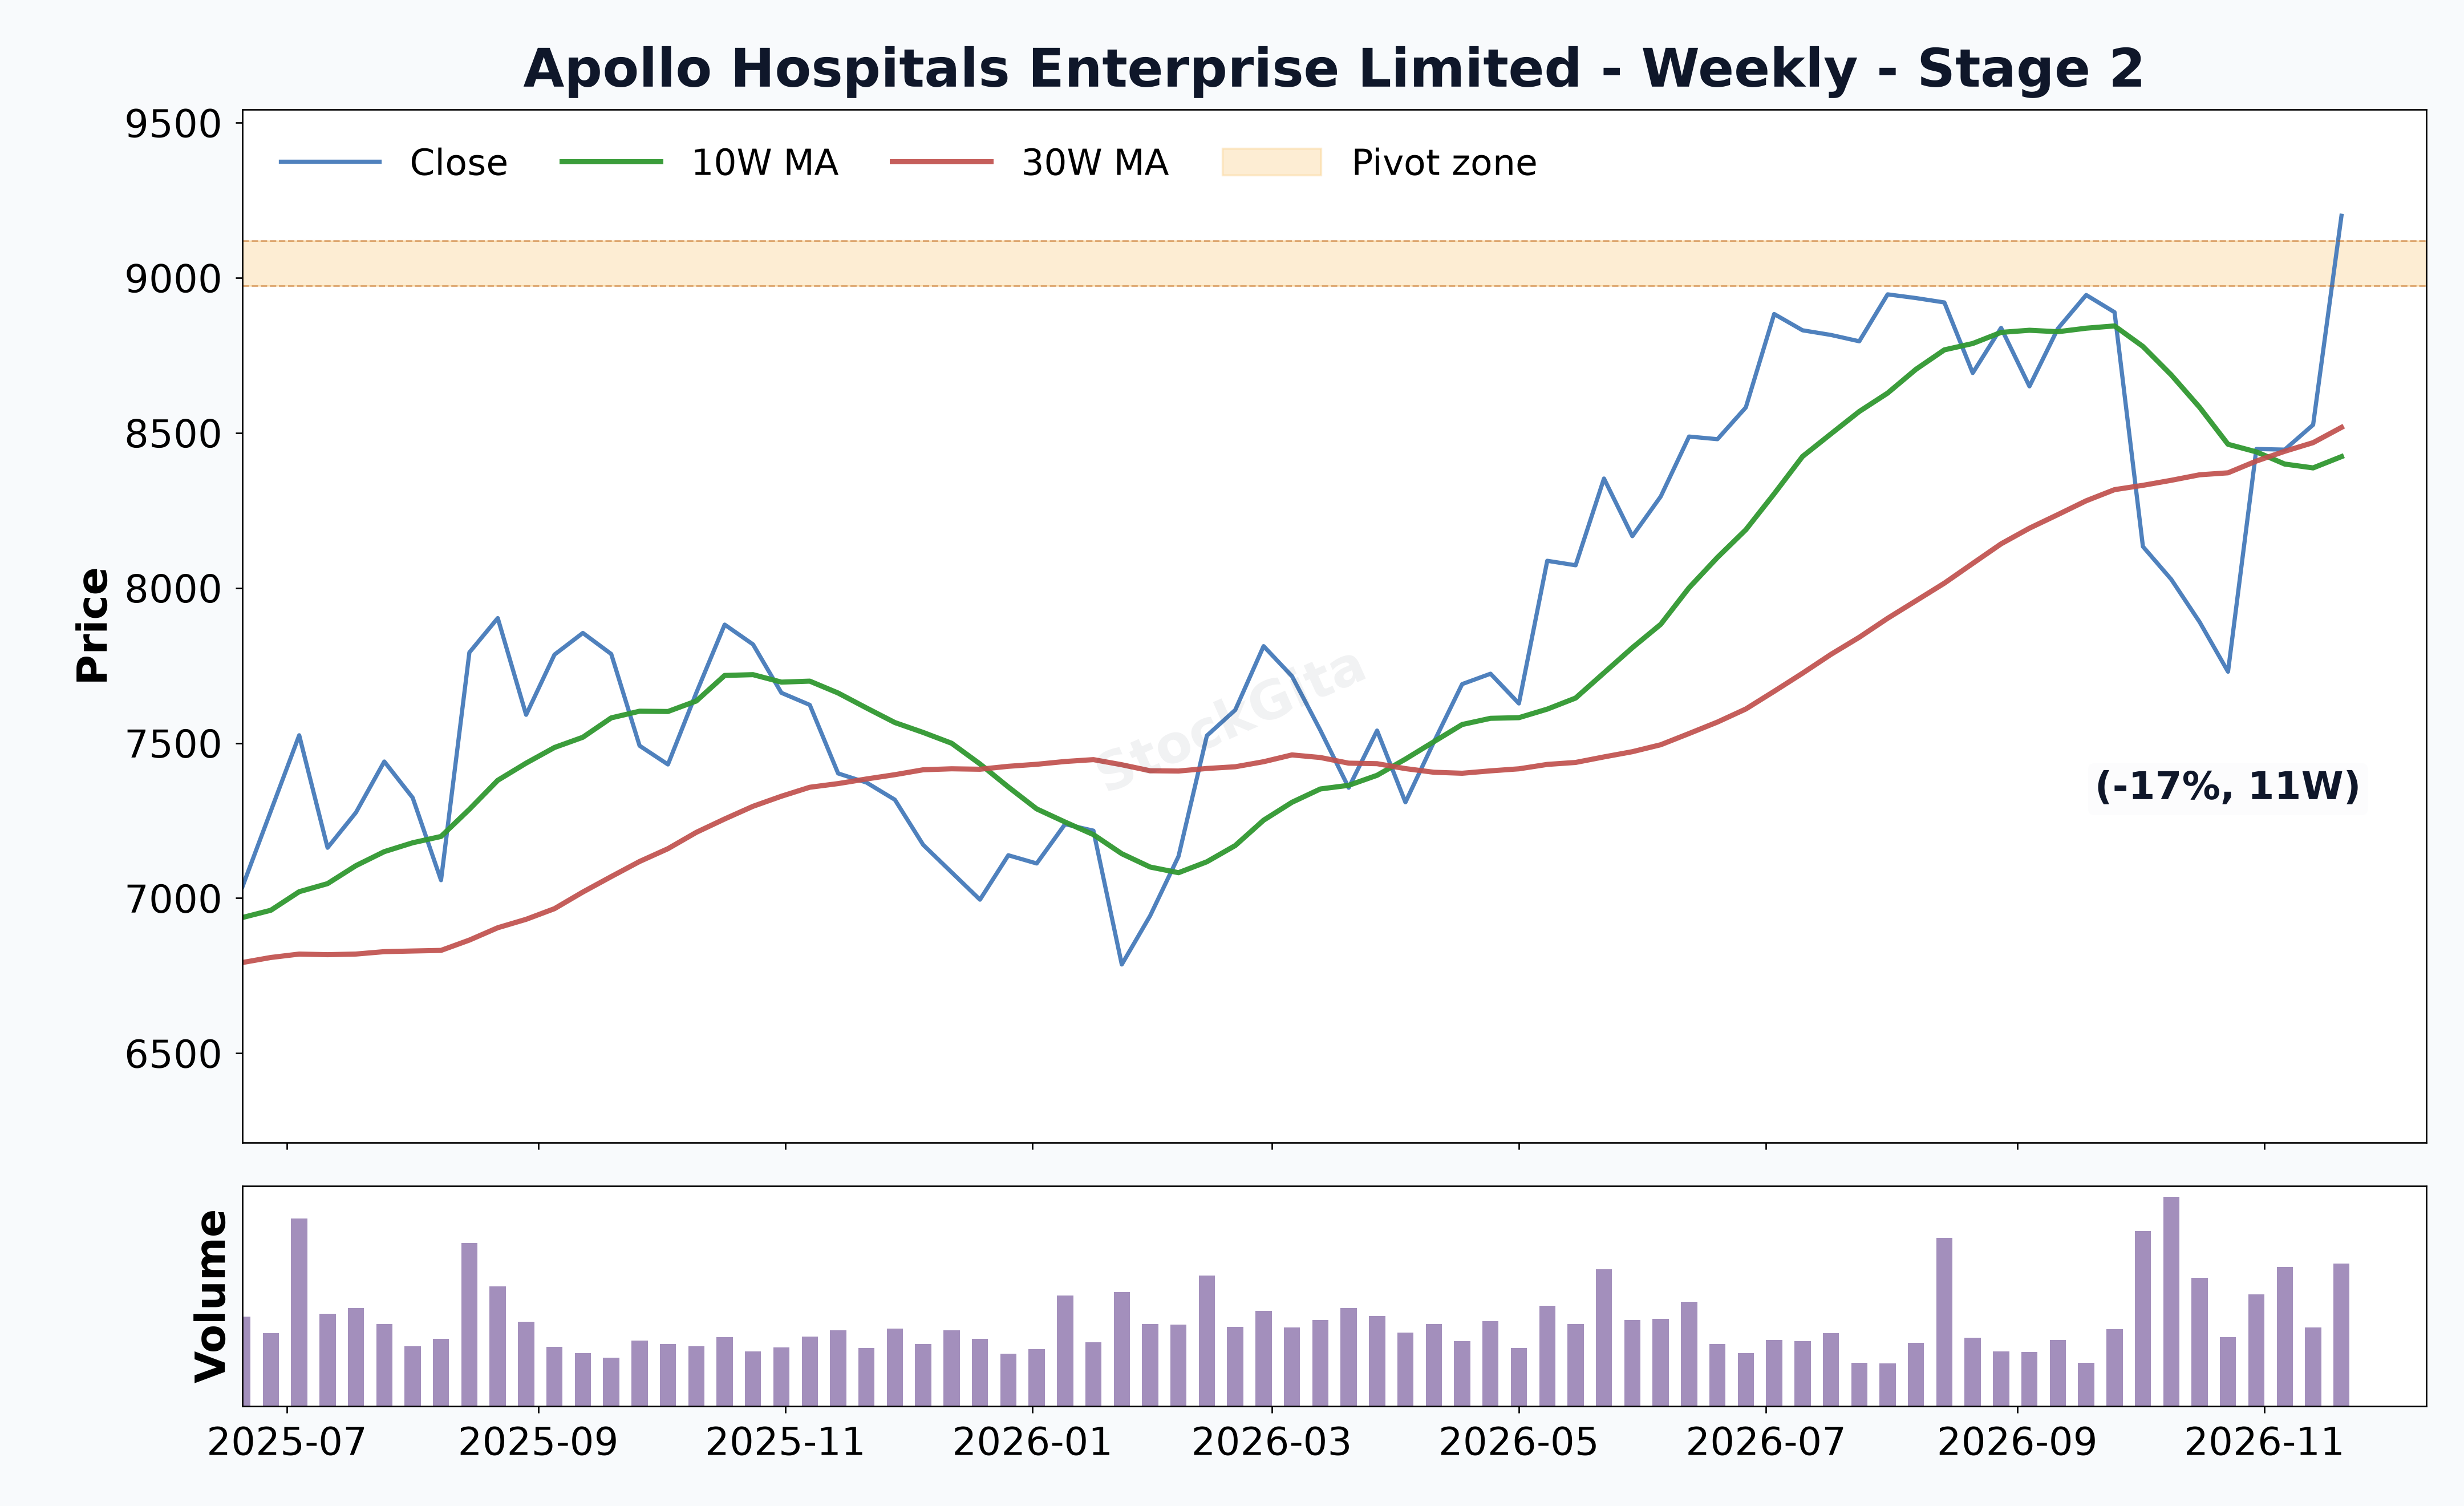 Apollo Hospitals Enterprise Limited - Weekly - Stage 2
Close 10W MA 30W MA Pivot zone
9500
9000
8500
8000
7500
7000
6500
Price
StockGita
(-17%, 11W)
Volume
2025-07 2025-09 2025-11 2026-01 2026-03 2026-05 2026-07 2026-09 2026-11